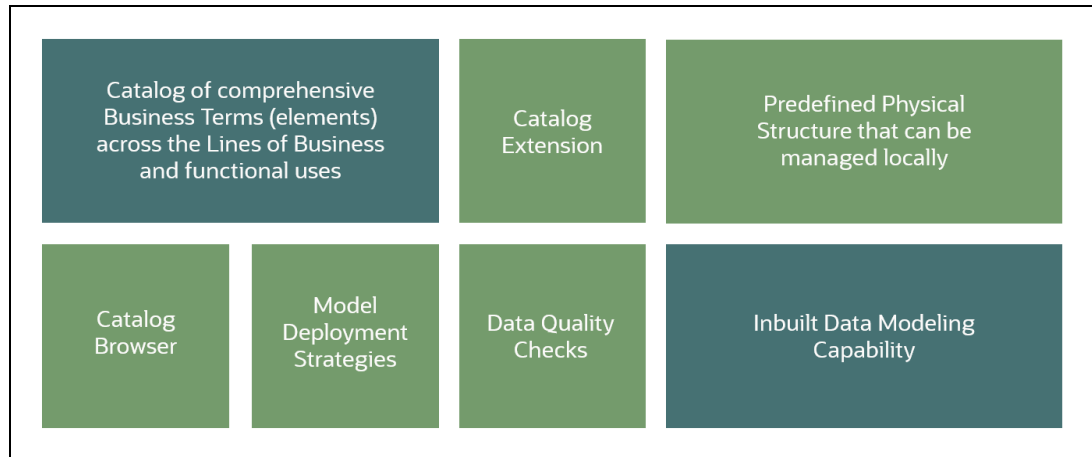 Catalog of comprehensive
Business Terms (elements)
across the Lines of Business
and functional uses
Catalog
Extension
Predefined Physical
Structure that can be
managed locally
Catalog
Browser
Model
Deployment
Strategies
Data Quality
Checks
Inbuilt Data Modeling
Capability